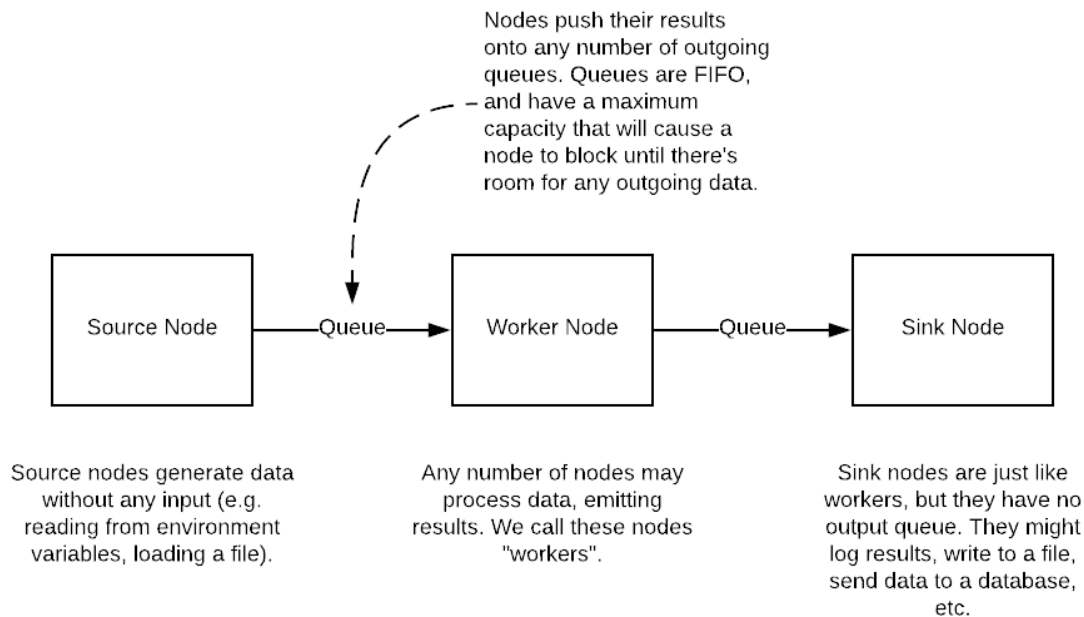 Nodes push their results
onto any number of outgoing
queues. Queues are FIFO,
and have a maximum
capacity that will cause a
node to block until there's
room for any outgoing data.
Source Node
Queue
Worker Node
Queue
Sink Node
Source nodes generate data
without any input (e.g.
reading from environment
variables, loading a file).
Any number of nodes may
process data, emitting
results. We call these nodes
"workers".
Sink nodes are just like
workers, but they have no
output queue. They might
log results, write to a file,
send data to a database,
etc.